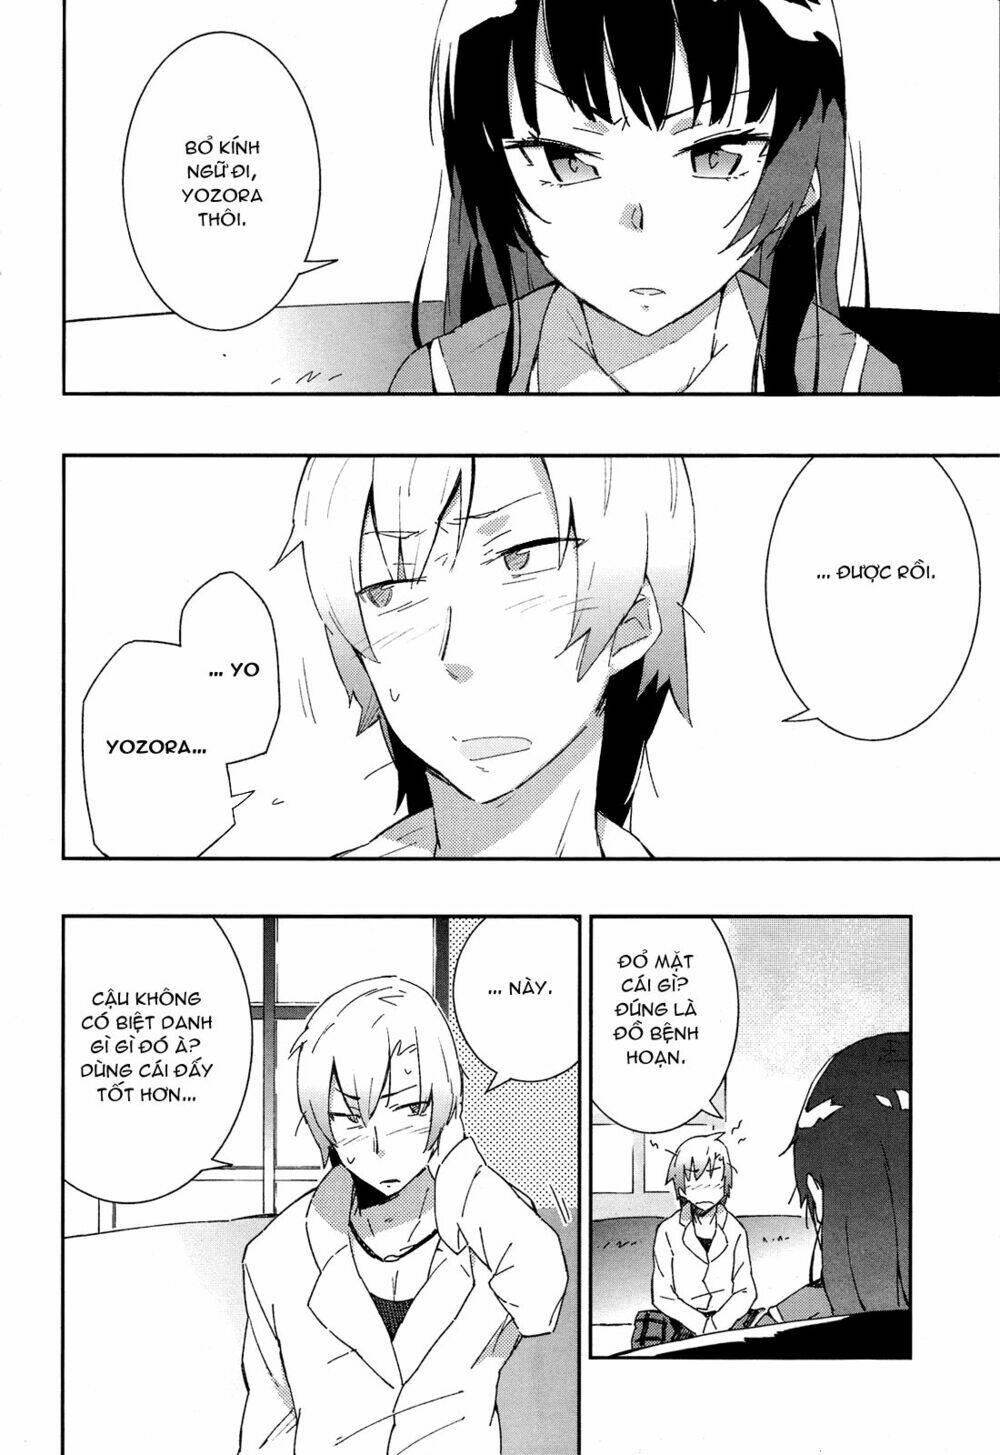 BỎ KÍNH
NGỮ ĐI,
YOZORA
THÔI.
... ĐƯỢC RỒI.
... YO
YOZORA...
ĐỎ MẶT
CÁI GÌ?
ĐÚNG LÀ
ĐỒ BỆNH
HOẠN.
... NÀY.
CẬU KHÔNG
CÓ BIỆT DANH
GÌ GÌ ĐÓ À?
DÙNG CÁI ĐẤY
TỐT HƠN...